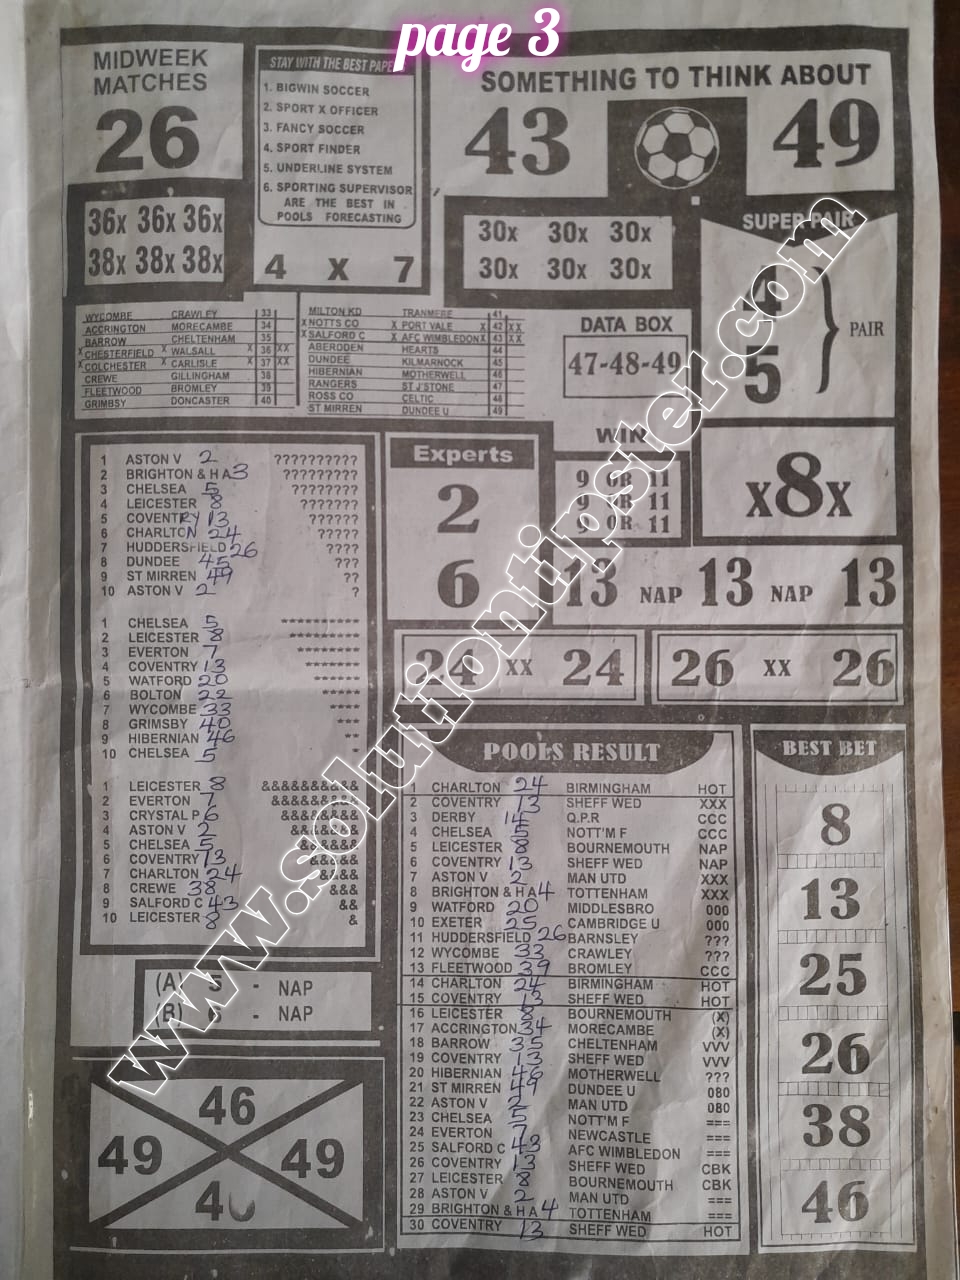 page 3
MIDWEEK
MATCHES
26
STAY WITH THE BEST PAPE
1. BIGWIN SOCCER
2. SPORT X OFFICER
3. FANCY SOCCER
4. SPORT FINDER
5. UNDERLINE SYSTEM
6. SPORTING SUPERVISOR
ARE THE BEST IN
POOLS FORECASTING
4 X 7
SOMETHING TO THINK ABOUT
43 49
36x 36x 36x
38x 38x 38x
30x 30x 30x
30x 30x 30x
SUPER PAIR
4
5
PAIR
WYCOMBE CRAWLEY 33
ACCRINGTON MORECAMBE 34
BARROW CHELTENHAM 35
X CHESTERFIELD X WALSALL X 36 XX
X COLCHESTER X CARLISLE X 37 XX
CREWE GILLINGHAM 38
FLEETWOOD BROMLEY 39
GRIMSBY DONCASTER 40
MILTON KD TRANMERE 41
X NOTTS CO X PORT VALE X 42 XX
X SALFORD C X AFC WIMBLEDON X 43 XX
ABERODEN HEARTS 44
DUNDEE KILMARNOCK 45
HIBERNIAN MOTHERWELL 46
RANGERS ST J'STONE 47
ROSS CO CELTIC 48
ST MIRREN DUNDEE U 49
DATA BOX
47-48-49
WIN
9 OR 11
9 OR 11
9 OR 11
x8x
Experts
2
6
13 NAP 13 NAP 13
24 xx 24
26 xx 26
1 ASTON V 2 ??????????
2 BRIGHTON & H A 3 ?????????
3 CHELSEA 5 ????????
4 LEICESTER 8 ???????
5 COVENTRY 13 ??????
6 CHARLTON 24 ?????
7 HUDDERSFIELD 26 ????
8 DUNDEE 45 ???
9 ST MIRREN 49 ??
10 ASTON V 2 ?
1 CHELSEA 5 **********
2 LEICESTER 8 *********
3 EVERTON 7 ********
4 COVENTRY 13 *******
5 WATFORD 20 ******
6 BOLTON 22 *****
7 WYCOMBE 33 ****
8 GRIMSBY 40 ***
9 HIBERNIAN 46 **
10 CHELSEA 5 *
1 LEICESTER 8 &&&&&&&&&&
2 EVERTON 7 &&&&&&&&&
3 CRYSTAL P 6 &&&&&&&&
4 ASTON V 2 &&&&&&&
5 CHELSEA 5 &&&&&&
6 COVENTRY 13 &&&&&
7 CHARLTON 24 &&&&
8 CREWE 38 &&&
9 SALFORD C 43 &&
10 LEICESTER 8 &
(A) 5 - NAP
(B) - NAP
46
49 49
POOLS RESULT
1 CHARLTON 24 BIRMINGHAM HOT
2 COVENTRY 13 SHEFF WED XXX
3 DERBY 14 Q.P.R CCC
4 CHELSEA 5 NOTT'M F CCC
5 LEICESTER 8 BOURNEMOUTH NAP
6 COVENTRY 13 SHEFF WED NAP
7 ASTON V 2 MAN UTD XXX
8 BRIGHTON & H A 4 TOTTENHAM XXX
9 WATFORD 20 MIDDLESBRO 000
10 EXETER 25 CAMBRIDGE U 000
11 HUDDERSFIELD 26 BARNSLEY ???
12 WYCOMBE 33 CRAWLEY ???
13 FLEETWOOD 39 BROMLEY CCC
14 CHARLTON 24 BIRMINGHAM HOT
15 COVENTRY 13 SHEFF WED HOT
16 LEICESTER 8 BOURNEMOUTH (X)
17 ACCRINGTON 34 MORECAMBE (X)
18 BARROW 35 CHELTENHAM VVV
19 COVENTRY 13 SHEFF WED VVV
20 HIBERNIAN 46 MOTHERWELL ???
21 ST MIRREN 49 DUNDEE U 080
22 ASTON V 2 MAN UTD 080
23 CHELSEA 5 NOTT'M F ===
24 EVERTON 7 NEWCASTLE ===
25 SALFORD C 43 AFC WIMBLEDON ===
26 COVENTRY 13 SHEFF WED CBK
27 LEICESTER 8 BOURNEMOUTH CBK
28 ASTON V 2 MAN UTD ===
29 BRIGHTON & H A 4 TOTTENHAM ===
30 COVENTRY 13 SHEFF WED HOT
BEST BET
8
13
25
26
38
46
www.solutiontipster.com